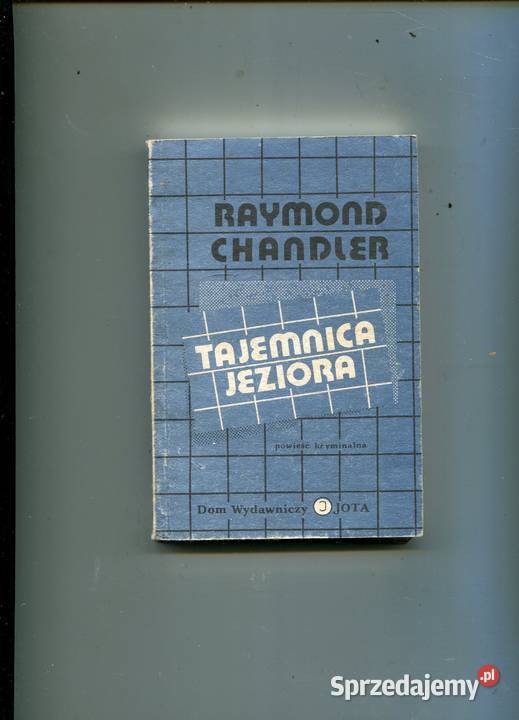 RAYMOND
CHANDLER
TAJEMNICA
JEZIORA
powieść kryminalna
Dom Wydawniczy J JOTA
Sprzedajemy.pl